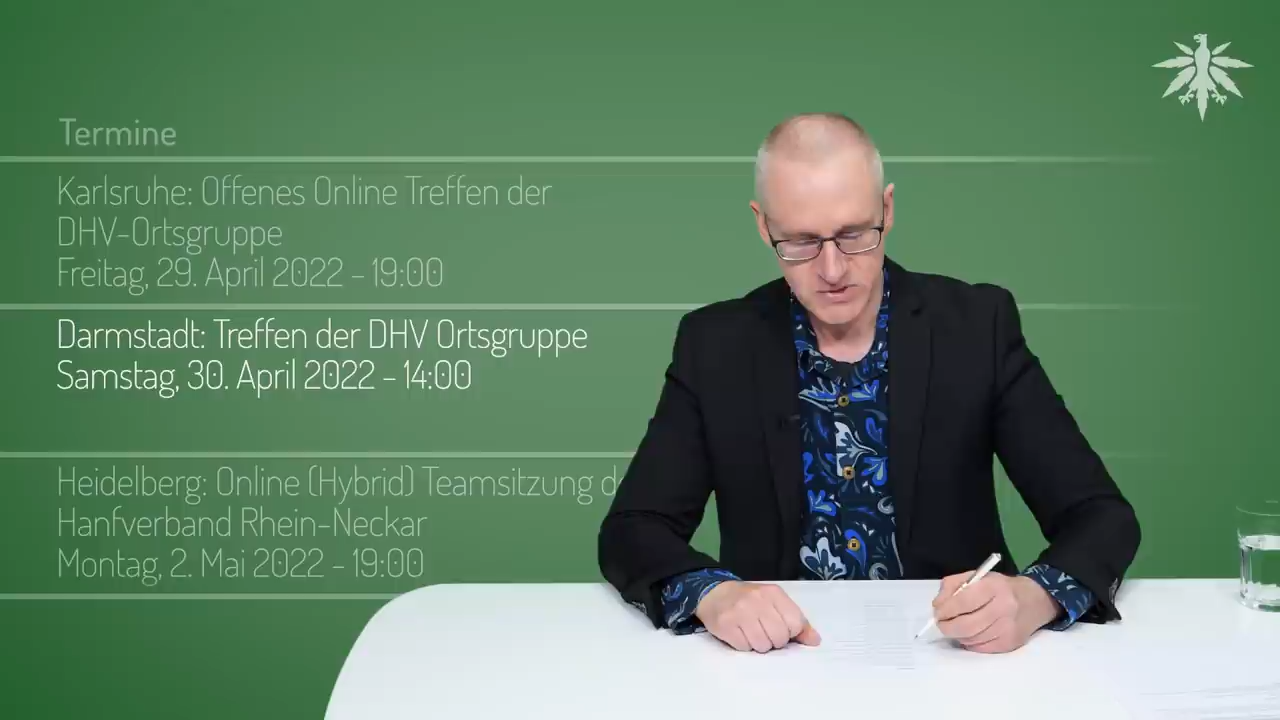 Termine
Karlsruhe: Offenes Online Treffen der
DHV-Ortsgruppe
Freitag, 29. April 2022 - 19:00
Darmstadt: Treffen der DHV Ortsgruppe
Samstag, 30. April 2022 - 14:00
Heidelberg: Online (Hybrid) Teamsitzung d
Hanfverband Rhein-Neckar
Montag, 2. Mai 2022 - 19:00